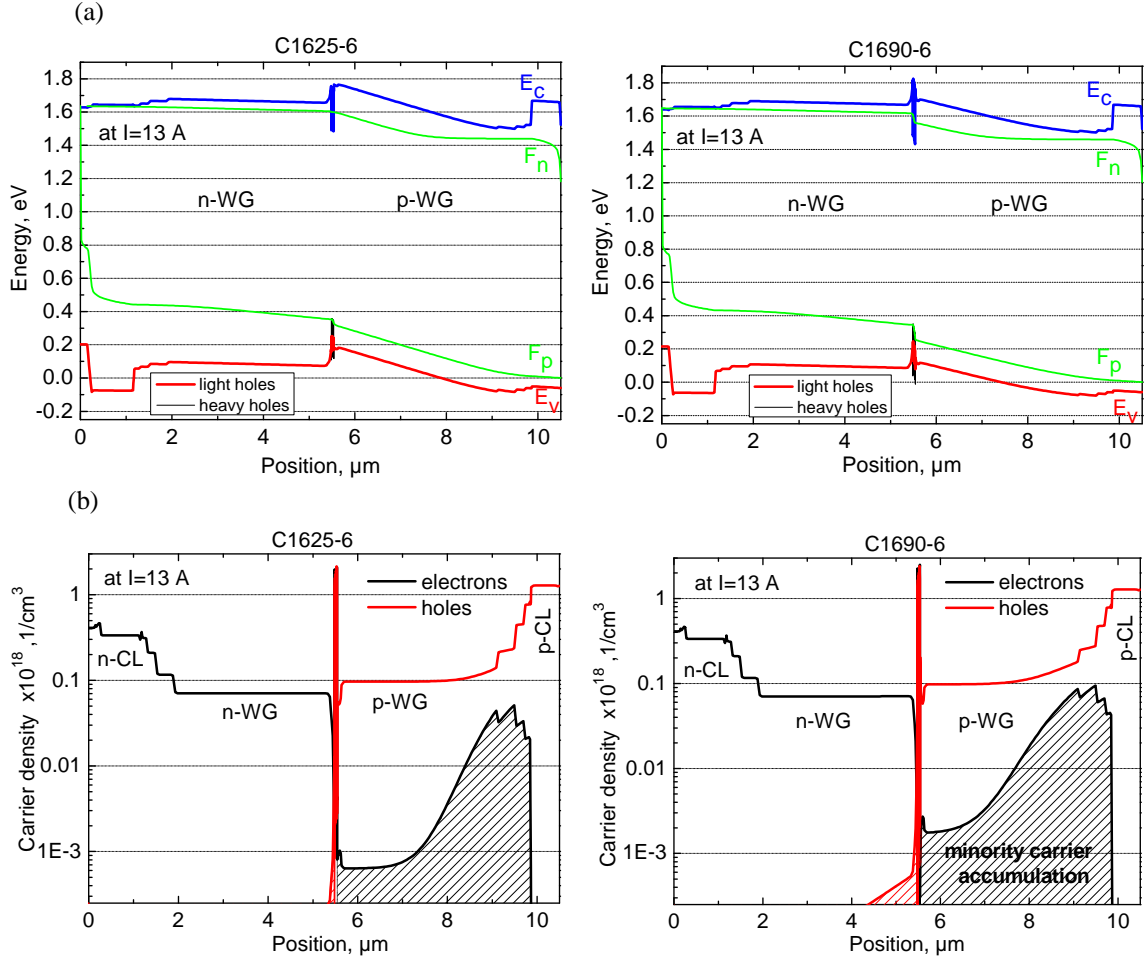 (a)
C1625-6
1.8
1.6
1.4
1.2
1.0
0.8
0.6
0.4
0.2
0.0
-0.2
Energy, eV
E_c
at I=13 A
F_n
n-WG
p-WG
F_p
light holes
heavy holes
E_v
0
2
4
6
8
10
Position, µm
C1690-6
1.8
1.6
1.4
1.2
1.0
0.8
0.6
0.4
0.2
0.0
-0.2
Energy, eV
E_c
at I=13 A
F_n
n-WG
p-WG
F_p
light holes
heavy holes
E_v
0
2
4
6
8
10
Position, µm
(b)
C1625-6
1
0.1
0.01
1E-3
Carrier density x10^18 ,1/cm^3
at I=13 A
electrons
holes
n-CL
n-WG
p-WG
p-CL
0
2
4
6
8
10
Position, µm
C1690-6
1
0.1
0.01
1E-3
Carrier density x10^18 ,1/cm^3
at I=13 A
electrons
holes
n-CL
n-WG
p-WG
p-CL
minority carrier
accumulation
0
2
4
6
8
10
Position, µm